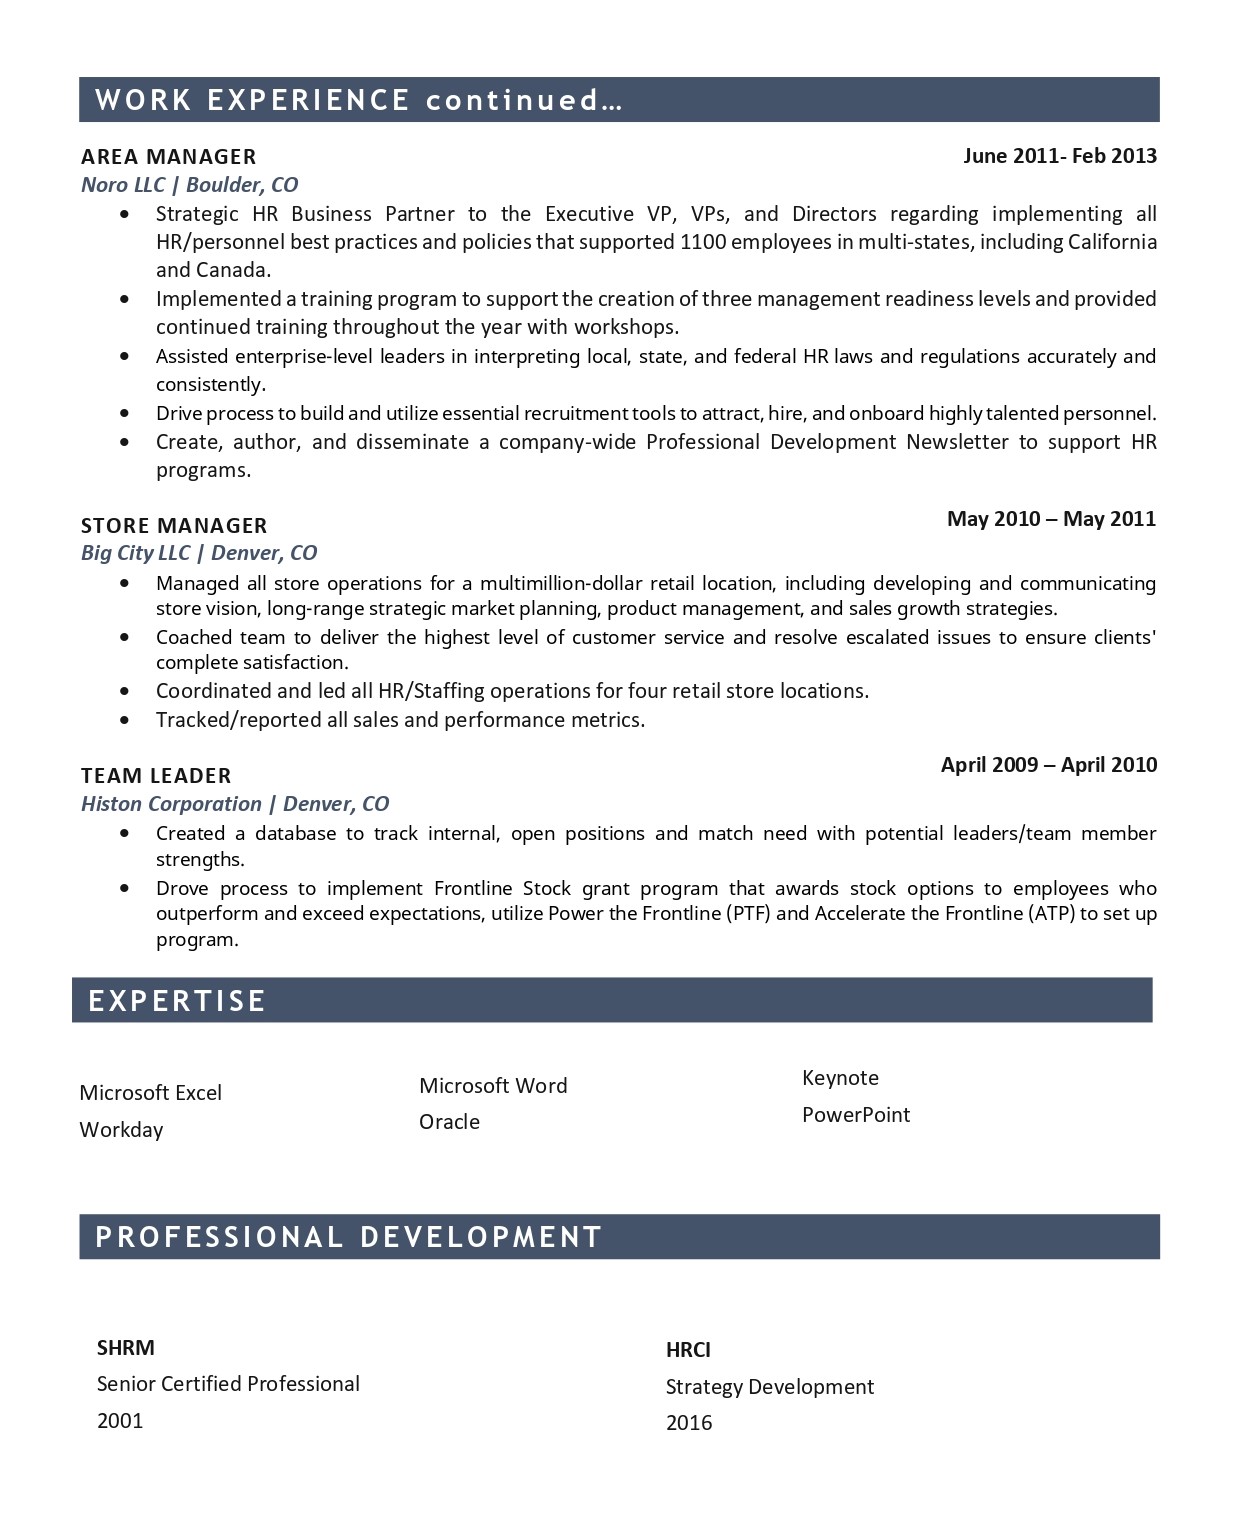 WORK EXPERIENCE continued…
AREA MANAGER
June 2011- Feb 2013
Noro LLC | Boulder, CO
• Strategic HR Business Partner to the Executive VP, VPs, and Directors regarding implementing all
HR/personnel best practices and policies that supported 1100 employees in multi-states, including California
and Canada.
• Implemented a training program to support the creation of three management readiness levels and provided
continued training throughout the year with workshops.
• Assisted enterprise-level leaders in interpreting local, state, and federal HR laws and regulations accurately and
consistently.
• Drive process to build and utilize essential recruitment tools to attract, hire, and onboard highly talented personnel.
• Create, author, and disseminate a company-wide Professional Development Newsletter to support HR
programs.
STORE MANAGER
May 2010 – May 2011
Big City LLC | Denver, CO
• Managed all store operations for a multimillion-dollar retail location, including developing and communicating
store vision, long-range strategic market planning, product management, and sales growth strategies.
• Coached team to deliver the highest level of customer service and resolve escalated issues to ensure clients'
complete satisfaction.
• Coordinated and led all HR/Staffing operations for four retail store locations.
• Tracked/reported all sales and performance metrics.
TEAM LEADER
April 2009 – April 2010
Histon Corporation | Denver, CO
• Created a database to track internal, open positions and match need with potential leaders/team member
strengths.
• Drove process to implement Frontline Stock grant program that awards stock options to employees who
outperform and exceed expectations, utilize Power the Frontline (PTF) and Accelerate the Frontline (ATP) to set up
program.
EXPERTISE
Microsoft Excel
Workday
Microsoft Word
Oracle
Keynote
PowerPoint
PROFESSIONAL DEVELOPMENT
SHRM
Senior Certified Professional
2001
HRCI
Strategy Development
2016